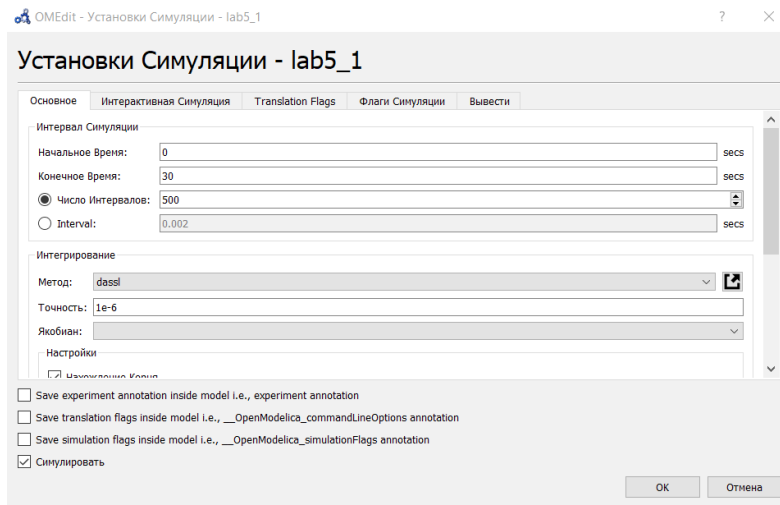 OMEdit - Установки Симуляции - lab5_1
Установки Симуляции - lab5_1
Основное Интерактивная Симуляция Translation Flags Флаги Симуляции Вывести
Интервал Симуляции
Начальное Время: 0 secs
Конечное Время: 30 secs
Число Интервалов: 500
Interval: 0.002 secs
Интегрирование
Метод: dassl
Точность: 1e-6
Якобиан:
Настройки
Нахождение Корня
Save experiment annotation inside model i.e., experiment annotation
Save translation flags inside model i.e., __OpenModelica_commandLineOptions annotation
Save simulation flags inside model i.e., __OpenModelica_simulationFlags annotation
Симулировать
ОК Отмена